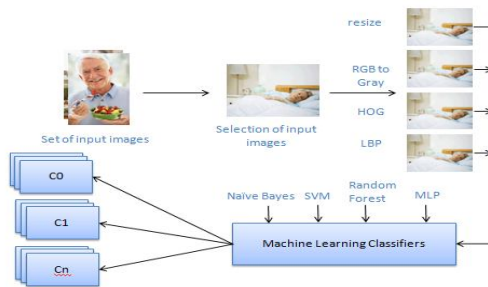 resize
RGB to
Gray
HOG
LBP
Set of input images
Selection of input
images
C0
C1
Cn
Naïve Bayes
SVM
Random
Forest
MLP
Machine Learning Classifiers